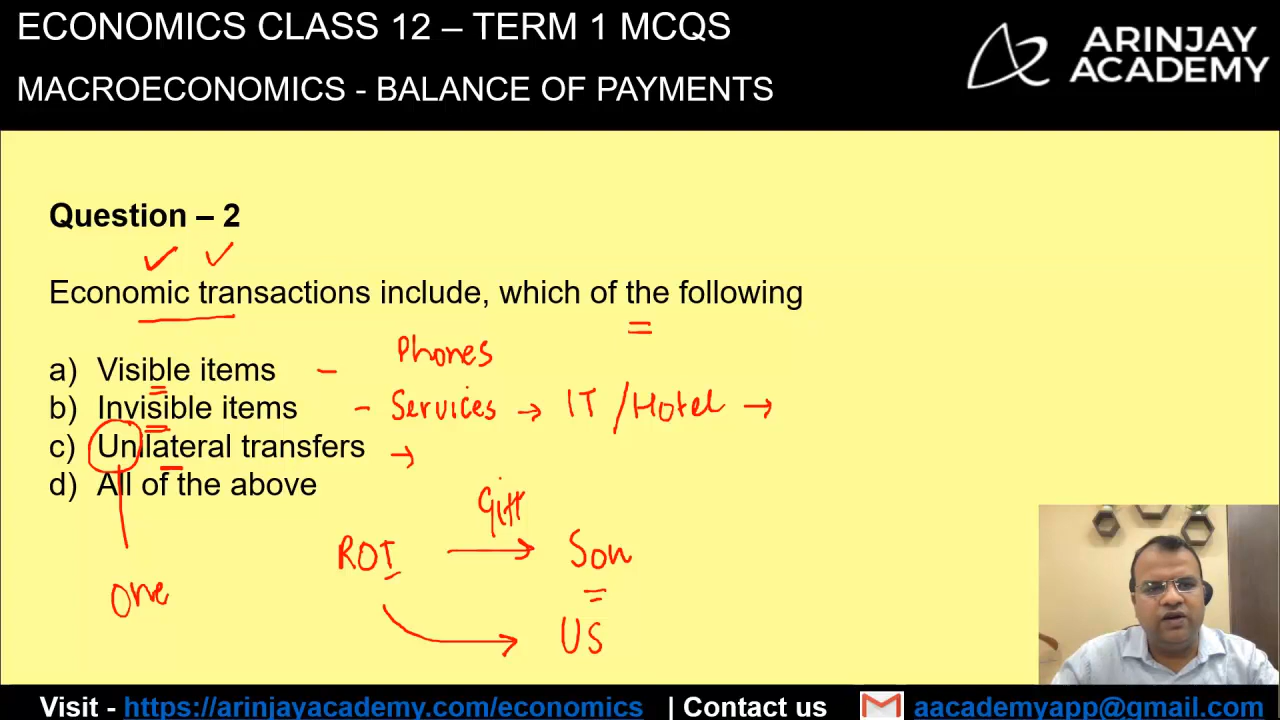 ECONOMICS CLASS 12 – TERM 1 MCQS
MACROECONOMICS - BALANCE OF PAYMENTS
ARINJAY
ACADEMY
Question – 2
Economic transactions include, which of the following
a) Visible items - Phones
b) Invisible items - Services → IT / Hotel →
c) Unilateral transfers →
d) All of the above
Gift
ROI → Son
one
US
Visit - https://arinjayacademy.com/economics | Contact us aacademyapp@gmail.com